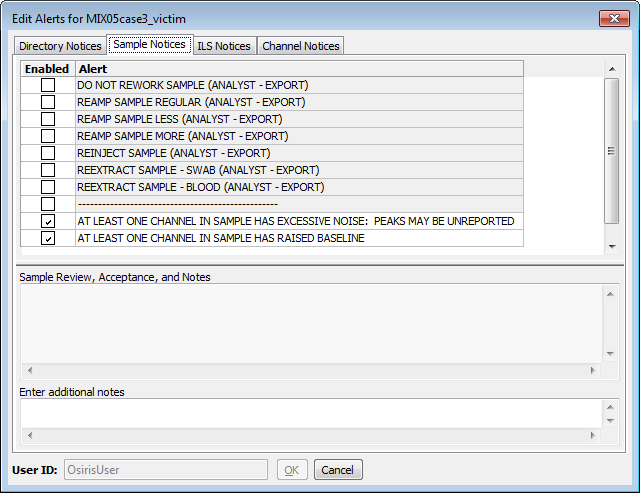 Edit Alerts for MIX05case3_victim
Directory Notices Sample Notices ILS Notices Channel Notices
Enabled Alert
DO NOT REWORK SAMPLE (ANALYST - EXPORT)
REAMP SAMPLE REGULAR (ANALYST - EXPORT)
REAMP SAMPLE LESS (ANALYST - EXPORT)
REAMP SAMPLE MORE (ANALYST - EXPORT)
REINJECT SAMPLE (ANALYST - EXPORT)
REEXTRACT SAMPLE - SWAB (ANALYST - EXPORT)
REEXTRACT SAMPLE - BLOOD (ANALYST - EXPORT)
--------------------------------------------------
AT LEAST ONE CHANNEL IN SAMPLE HAS EXCESSIVE NOISE: PEAKS MAY BE UNREPORTED
AT LEAST ONE CHANNEL IN SAMPLE HAS RAISED BASELINE
Sample Review, Acceptance, and Notes
Enter additional notes
User ID: OsirisUser OK Cancel